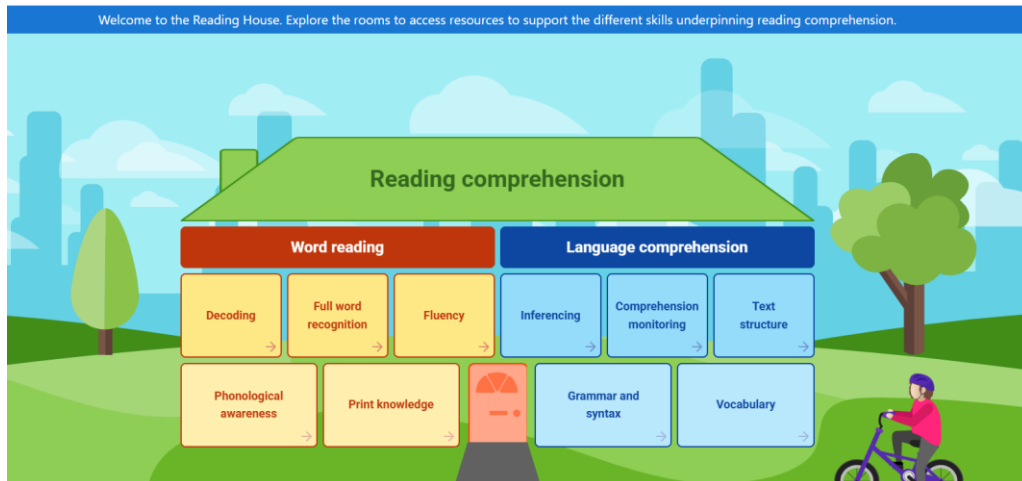 Welcome to the Reading House. Explore the rooms to access resources to support the different skills underpinning reading comprehension.
Reading comprehension
Word reading
Language comprehension
Decoding
Full word
recognition
Fluency
Inferencing
Comprehension
monitoring
Text
structure
Phonological
awareness
Print knowledge
Grammar and
syntax
Vocabulary